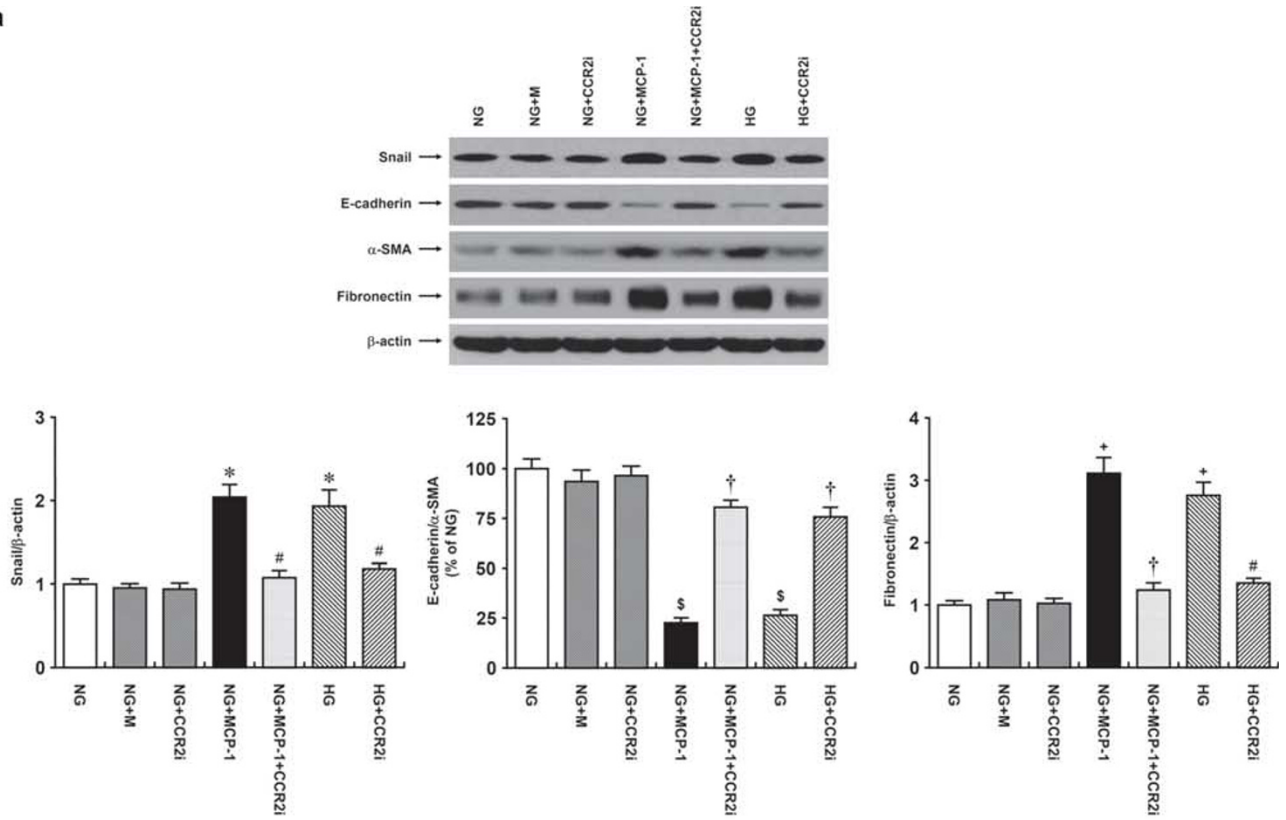 a
NG
NG+M
NG+CCR2i
NG+MCP-1
NG+MCP-1+CCR2i
HG
HG+CCR2i
Snail
E-cadherin
α-SMA
Fibronectin
β-actin
Snail/β-actin
3
2
1
0
*
#
*
#
NG
NG+M
NG+CCR2i
NG+MCP-1
NG+MCP-1+CCR2i
HG
HG+CCR2i
E-cadherin/α-SMA
(% of NG)
125
100
75
50
25
0
$
†
$
†
NG
NG+M
NG+CCR2i
NG+MCP-1
NG+MCP-1+CCR2i
HG
HG+CCR2i
Fibronectin/β-actin
4
3
2
1
0
+
†
+
#
NG
NG+M
NG+CCR2i
NG+MCP-1
NG+MCP-1+CCR2i
HG
HG+CCR2i